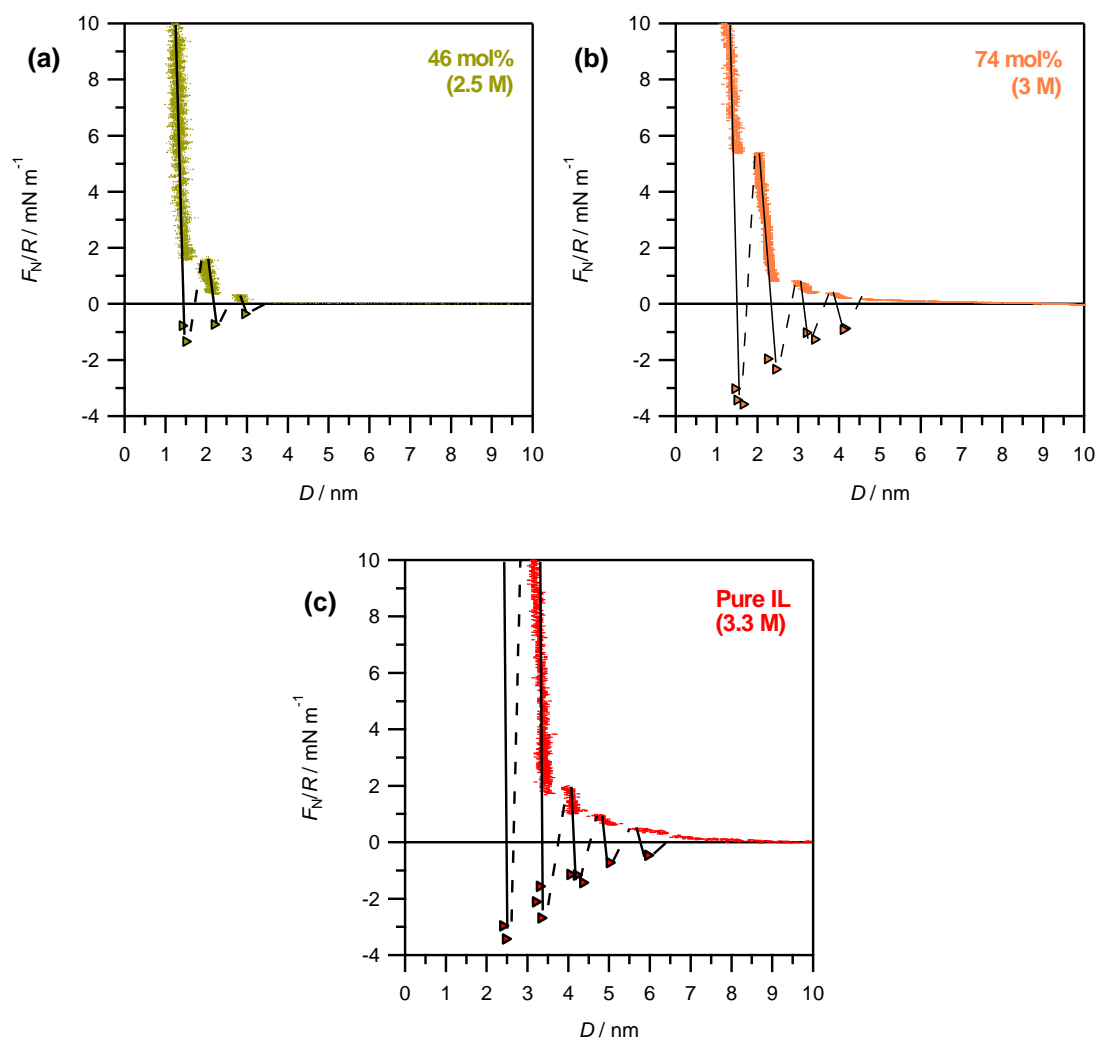 (a)
46 mol%
(2.5 M)
10
8
6
4
2
0
-2
-4
F_N/R / mN m⁻¹
0 1 2 3 4 5 6 7 8 9 10
D / nm
(b)
74 mol%
(3 M)
10
8
6
4
2
0
-2
-4
F_N/R / mN m⁻¹
0 1 2 3 4 5 6 7 8 9 10
D / nm
(c)
Pure IL
(3.3 M)
10
8
6
4
2
0
-2
-4
F_N/R / mN m⁻¹
0 1 2 3 4 5 6 7 8 9 10
D / nm